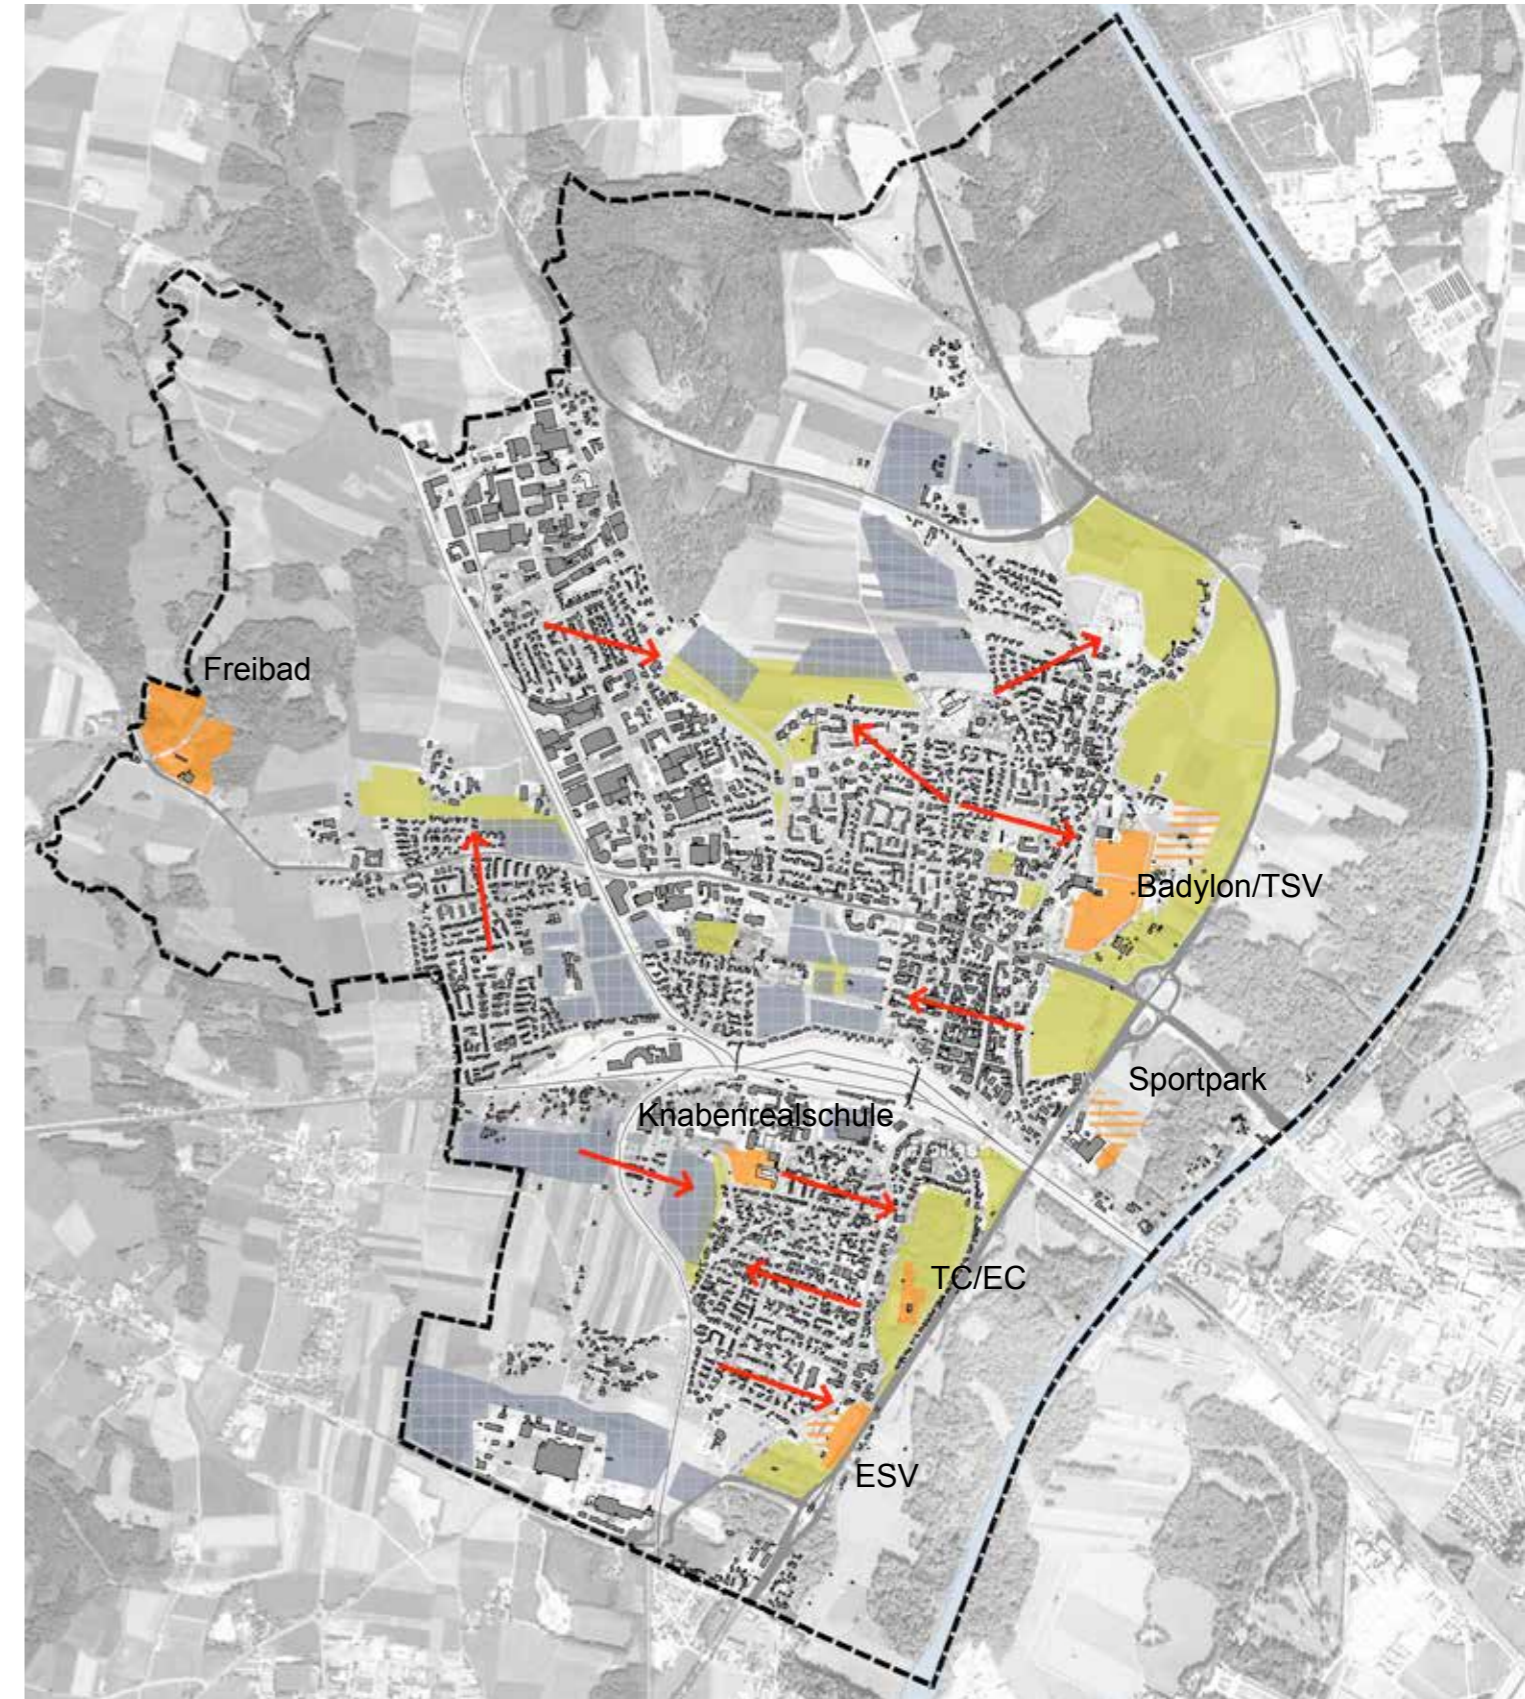 Freibad
Badylon/TSV
Sportpark
Knabenrealschule
TC/EC
ESV